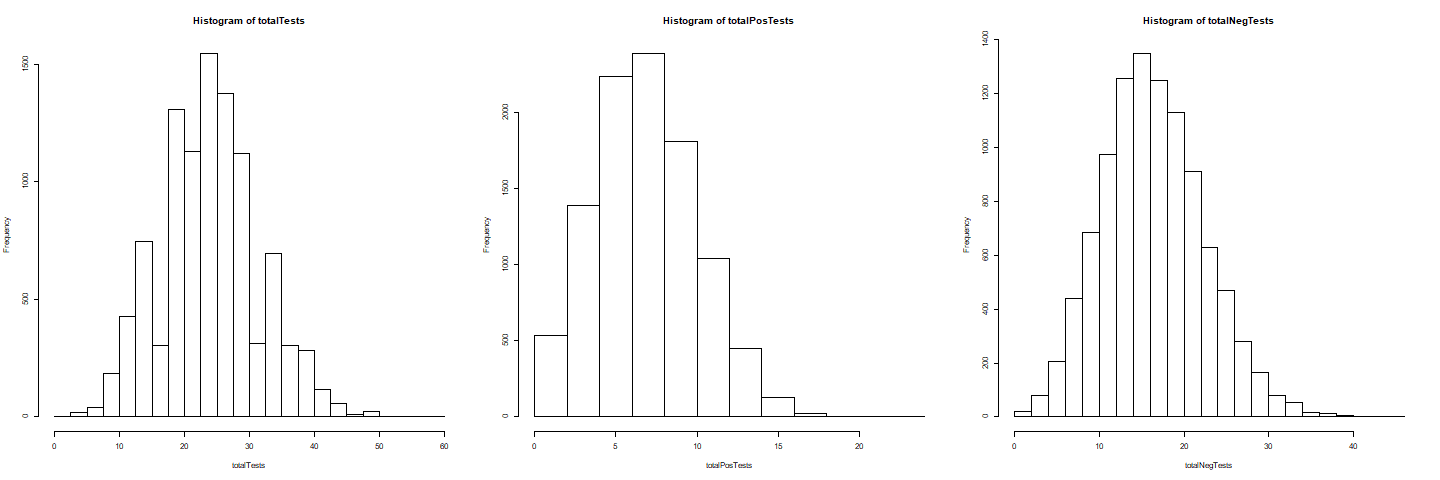 Histogram of totalTests
Frequency
1500
1000
500
0
0 10 20 30 40 50 60
totalTests
Histogram of totalPosTests
Frequency
2000
1500
1000
500
0
0 5 10 15 20
totalPosTests
Histogram of totalNegTests
Frequency
1400
1200
1000
800
600
400
200
0
0 10 20 30 40
totalNegTests